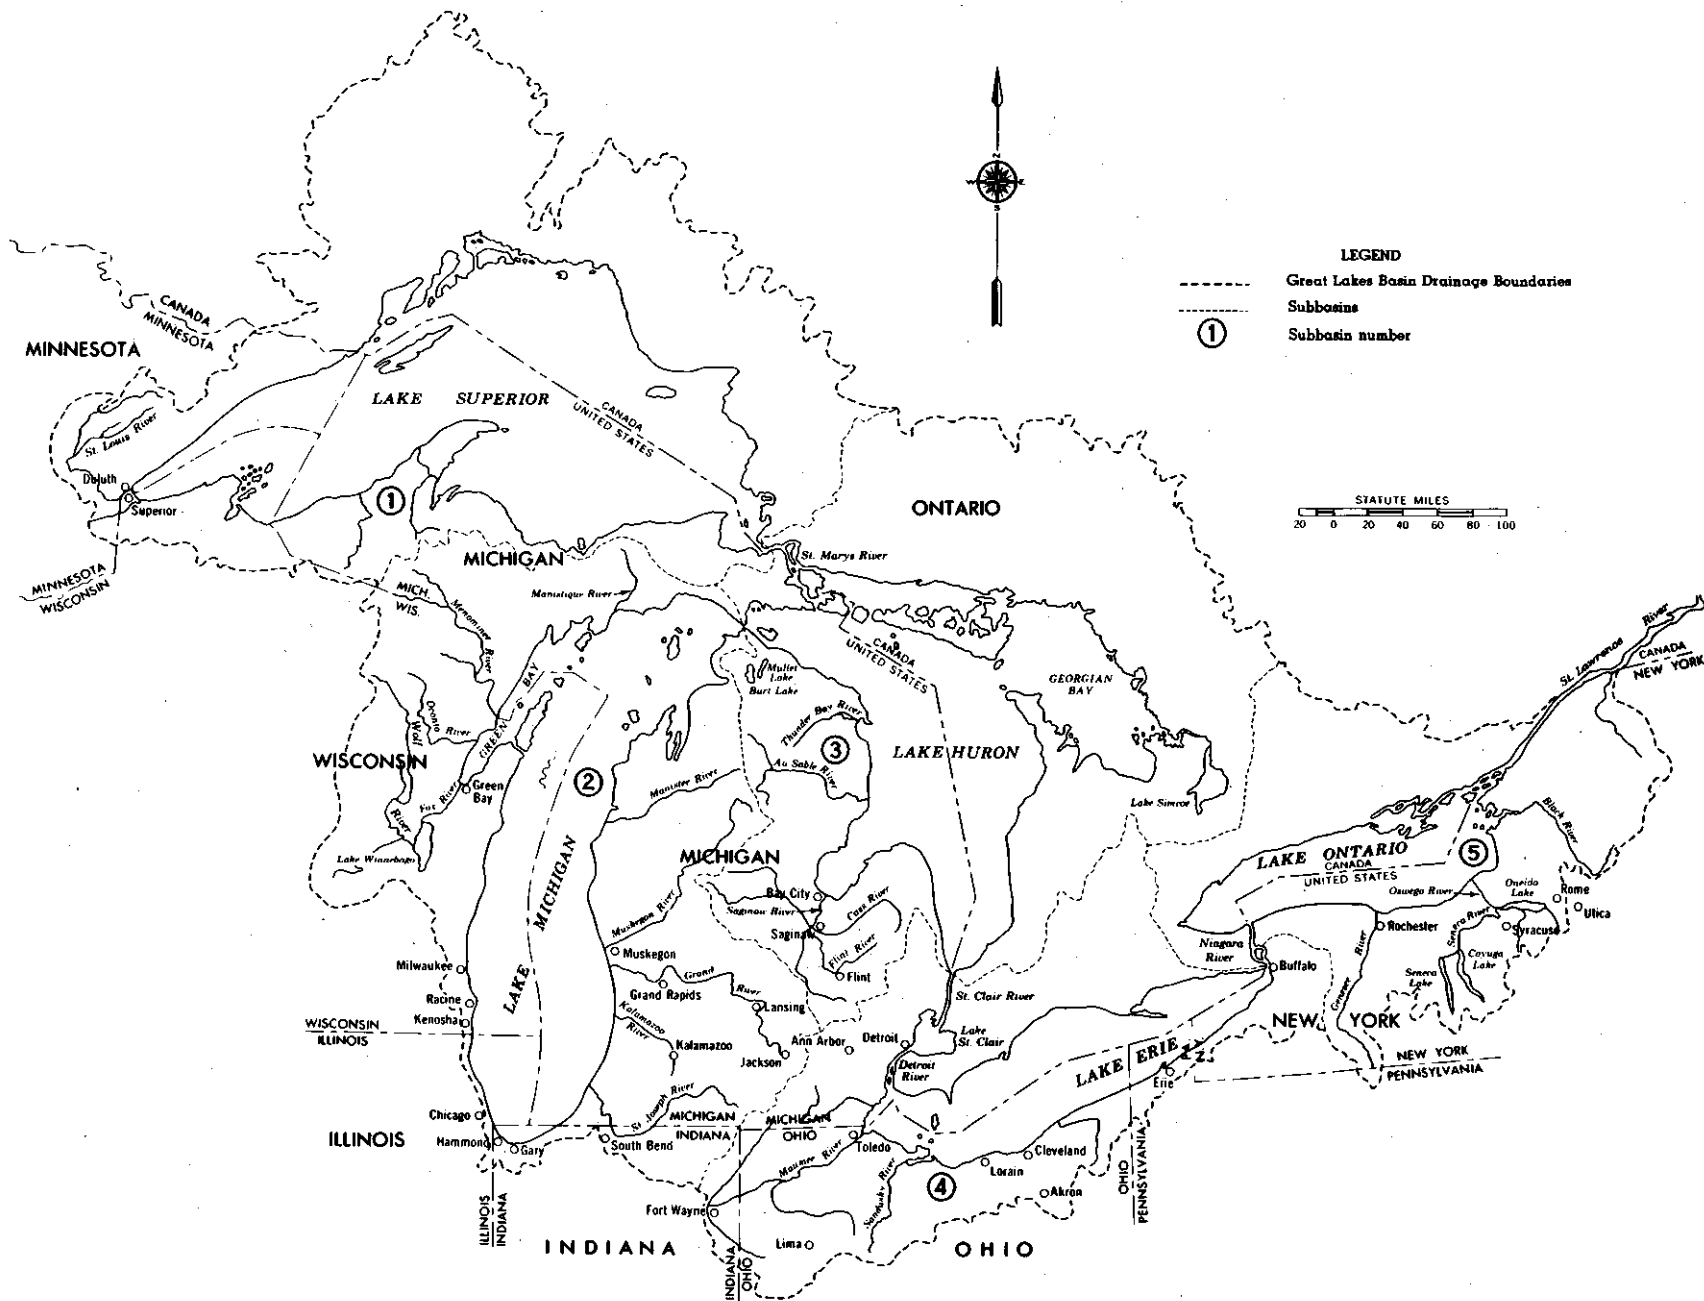 N
W
E
S
LEGEND
Great Lakes Basin Drainage Boundaries
Subbasins
1
Subbasin number
CANADA
MINNESOTA
MINNESOTA
LAKE SUPERIOR
CANADA
UNITED STATES
St. Louis River
Duluth
Superior
1
ONTARIO
STATUTE MILES
20 0 20 40 60 80 100
MINNESOTA
WISCONSIN
MICHIGAN
St. Marys River
MICH.
WIS.
Manistique River
Menominee River
CANADA
UNITED STATES
Mullet Lake
Burt Lake
GEORGIAN BAY
St. Lawrence River
CANADA
NEW YORK
GREEN BAY
Oconto River
Wolf River
Thunder Bay River
3
LAKE HURON
WISCONSIN
2
Au Sable River
Green Bay
Fox River
Manistee River
Lake Simcoe
Black River
Lake Winnebago
MICHIGAN
LAKE MICHIGAN
LAKE ONTARIO
CANADA
UNITED STATES
5
Oswego River
Oneida Lake
Rome
Utica
Bay City
Saginaw River
Cass River
Saginaw
Flint River
Flint
Muskegon River
Muskegon
Rochester
Seneca River
Syracuse
Niagara River
Buffalo
Genesee River
Seneca Lake
Cayuga Lake
Milwaukee
Grand River
Grand Rapids
Lansing
St. Clair River
Racine
Kenosha
Kalamazoo River
NEW YORK
WISCONSIN
ILLINOIS
Kalamazoo
Jackson
Ann Arbor
Detroit
Lake St. Clair
Detroit River
LAKE ERIE
Erie
NEW YORK
PENNSYLVANIA
Chicago
St Joseph River
MICHIGAN
INDIANA
MICHIGAN
OHIO
ILLINOIS
Hammond
Gary
South Bend
Maumee River
Toledo
Lorain
Cleveland
Sandusky River
4
Akron
OHIO
PENNSYLVANIA
Fort Wayne
ILLINOIS
INDIANA
INDIANA
Lima
OHIO
INDIANA
OHIO